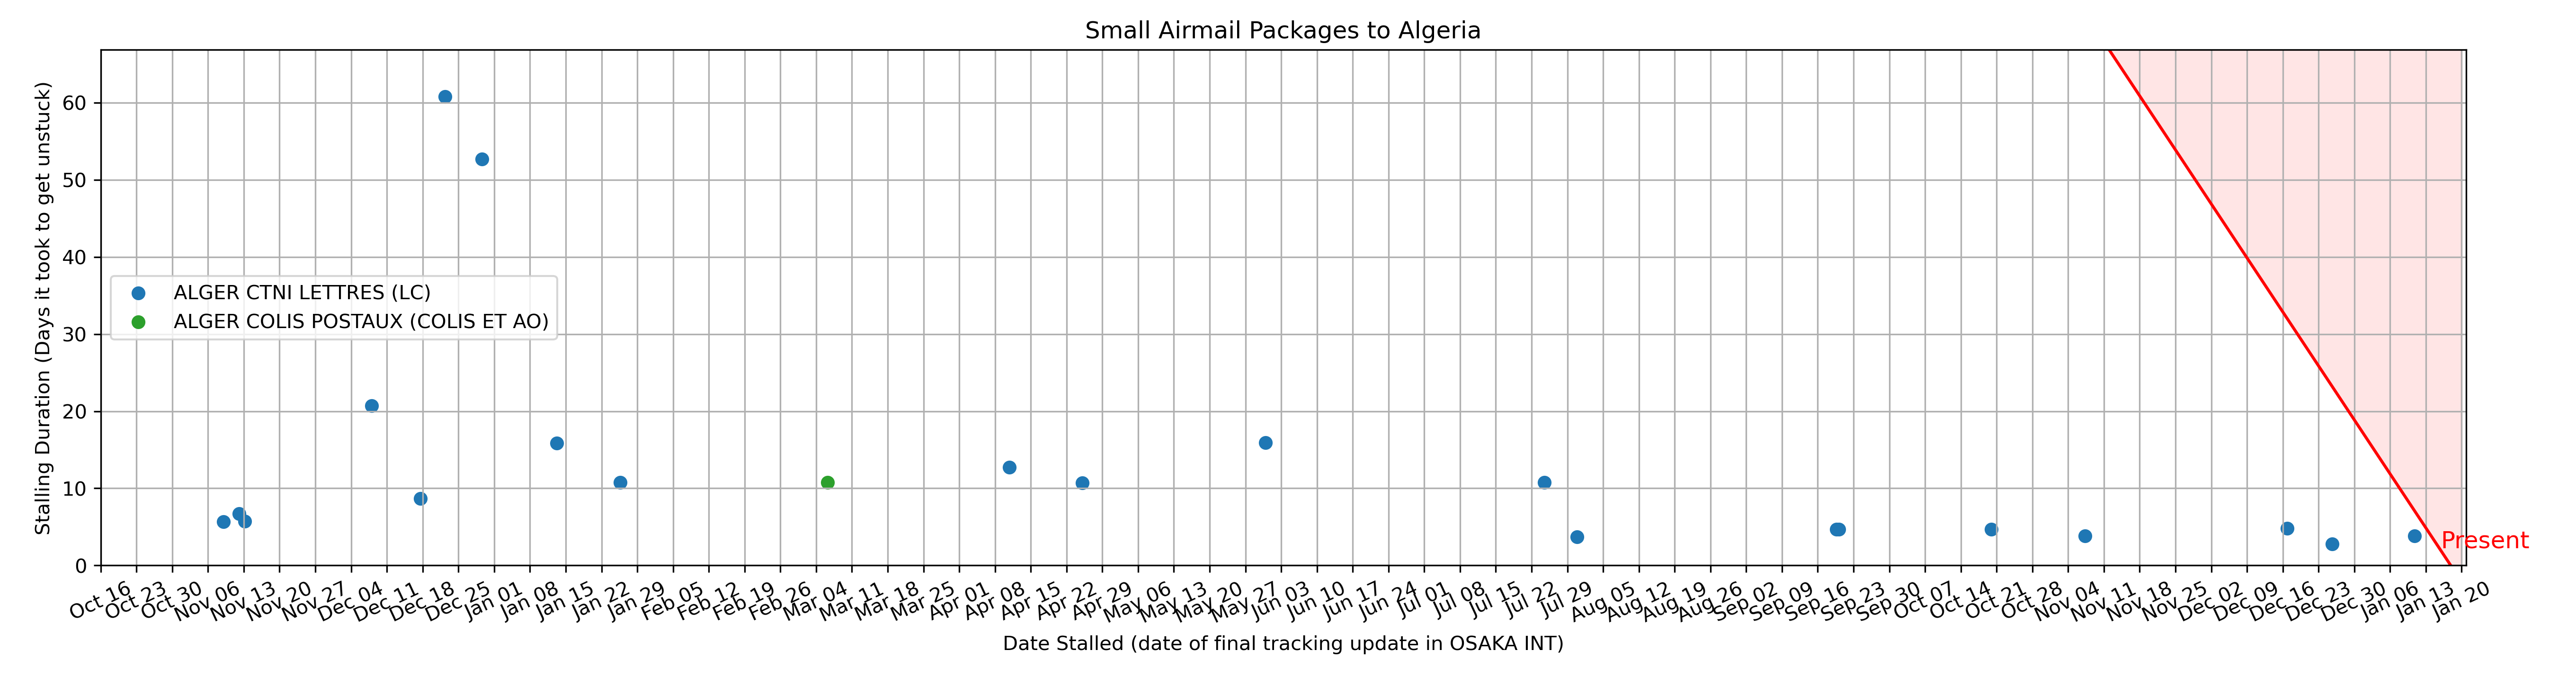 Small Airmail Packages to Algeria
Stalling Duration (Days it took to get unstuck)
60
50
40
30
20
10
0
ALGER CTNI LETTRES (LC)
ALGER COLIS POSTAUX (COLIS ET AO)
Present
Oct 16 Oct 23 Oct 30 Nov 06 Nov 13 Nov 20 Nov 27 Dec 04 Dec 11 Dec 18 Dec 25 Jan 01 Jan 08 Jan 15 Jan 22 Jan 29 Feb 05 Feb 12 Feb 19 Feb 26 Mar 04 Mar 11 Mar 18 Mar 25 Apr 01 Apr 08 Apr 15 Apr 22 Apr 29 May 06 May 13 May 20 May 27 Jun 03 Jun 10 Jun 17 Jun 24 Jul 01 Jul 08 Jul 15 Jul 22 Jul 29 Aug 05 Aug 12 Aug 19 Aug 26 Sep 02 Sep 09 Sep 16 Sep 23 Sep 30 Oct 07 Oct 14 Oct 21 Oct 28 Nov 04 Nov 11 Nov 18 Nov 25 Dec 02 Dec 09 Dec 16 Dec 23 Dec 30 Jan 06 Jan 13 Jan 20
Date Stalled (date of final tracking update in OSAKA INT)